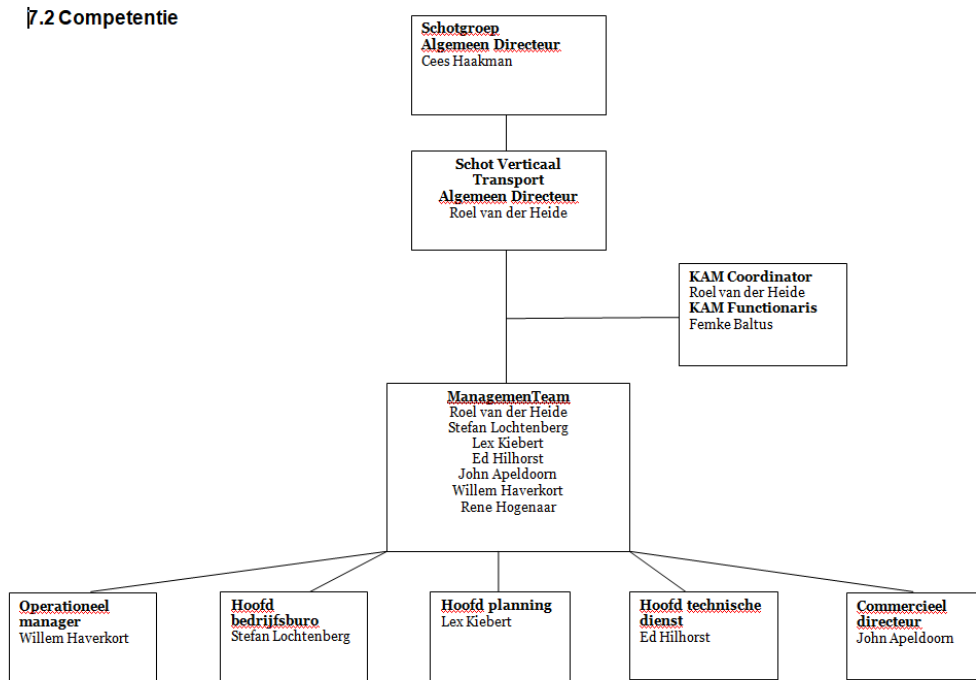 7.2 Competentie
Schotgroep
Algemeen Directeur
Cees Haakman
Schot Verticaal
Transport
Algemeen Directeur
Roel van der Heide
KAM Coordinator
Roel van der Heide
KAM Functionaris
Femke Baltus
ManagemenTeam
Roel van der Heide
Stefan Lochtenberg
Lex Kiebert
Ed Hilhorst
John Apeldoorn
Willem Haverkort
Rene Hogenaar
Operationeel
manager
Willem Haverkort
Hoofd
bedrijfsburo
Stefan Lochtenberg
Hoofd planning
Lex Kiebert
Hoofd technische
dienst
Ed Hilhorst
Commercieel
directeur
John Apeldoorn